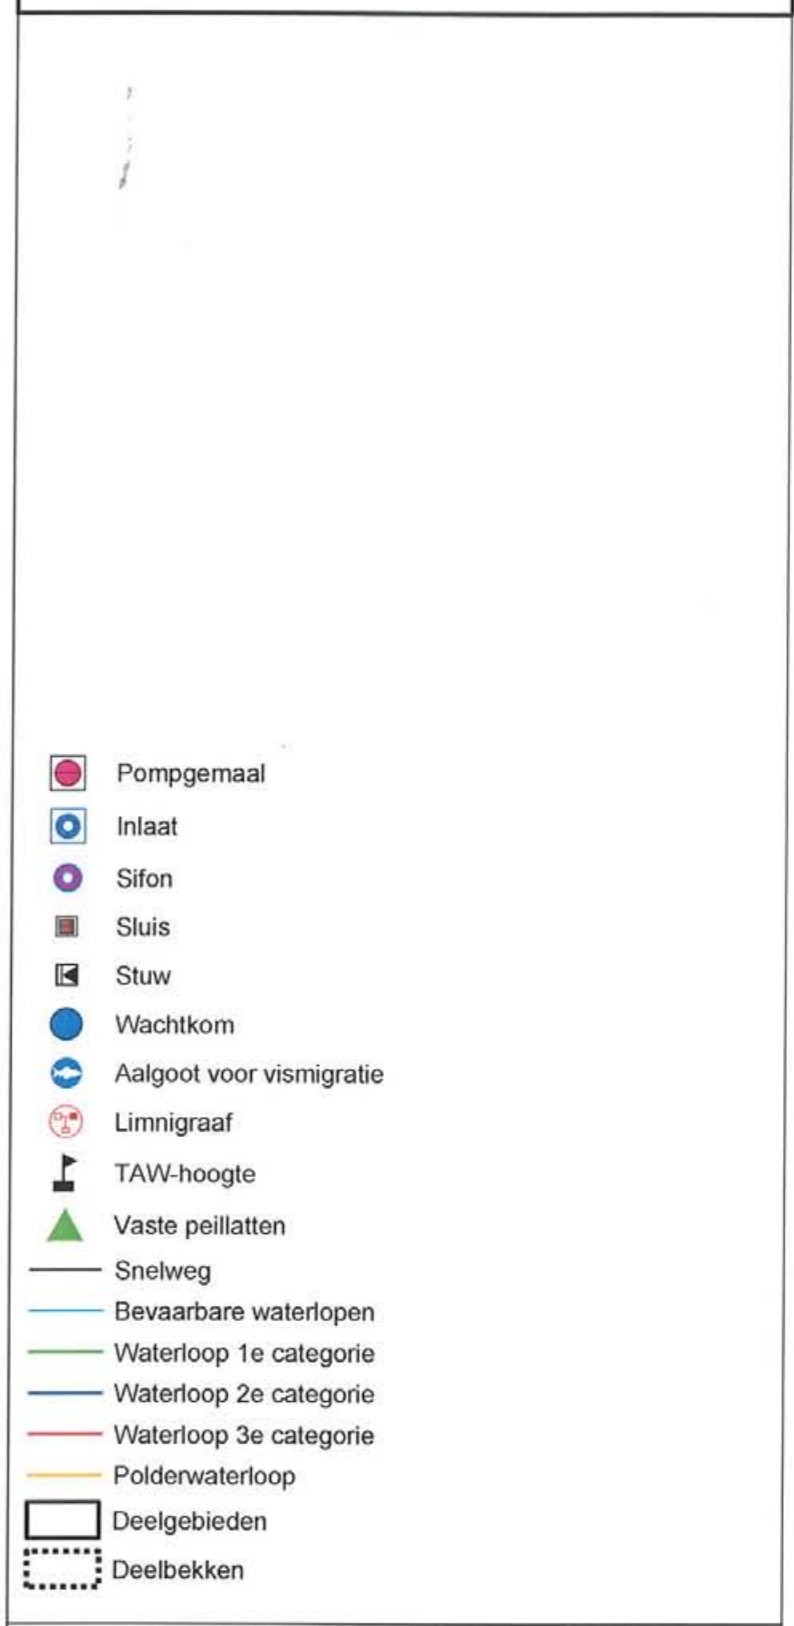 Pompgemaal
Inlaat
Sifon
Sluis
Stuw
Wachtkom
Aalgoot voor vismigratie
Limnigraaf
TAW-hoogte
Vaste peillatten
Snelweg
Bevaarbare waterlopen
Waterloop 1e categorie
Waterloop 2e categorie
Waterloop 3e categorie
Polderwaterloop
Deelgebieden
Deelbekken